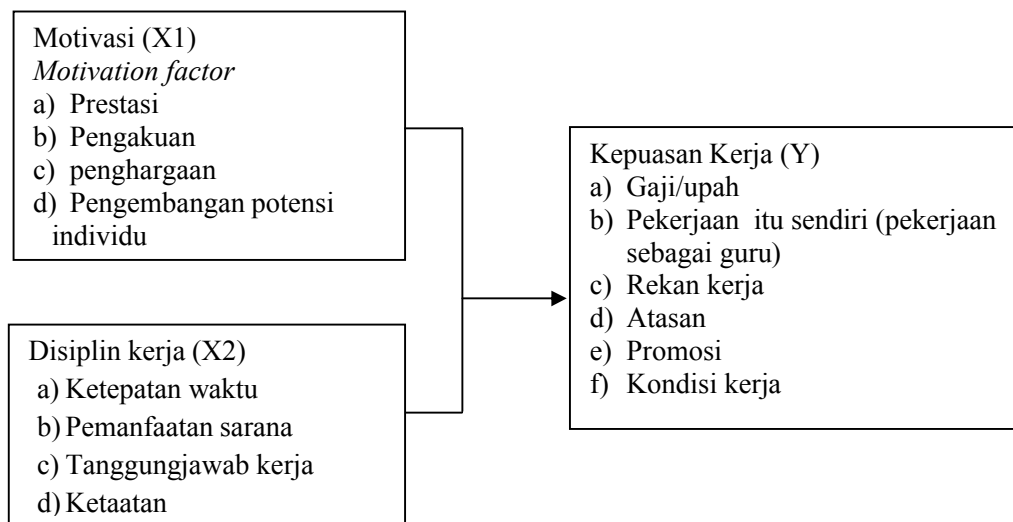 Motivasi (X1)
Motivation factor
a) Prestasi
b) Pengakuan
c) penghargaan
d) Pengembangan potensi
individu
Disiplin kerja (X2)
a) Ketepatan waktu
b) Pemanfaatan sarana
c) Tanggungjawab kerja
d) Ketaatan
Kepuasan Kerja (Y)
a) Gaji/upah
b) Pekerjaan itu sendiri (pekerjaan
sebagai guru)
c) Rekan kerja
d) Atasan
e) Promosi
f) Kondisi kerja